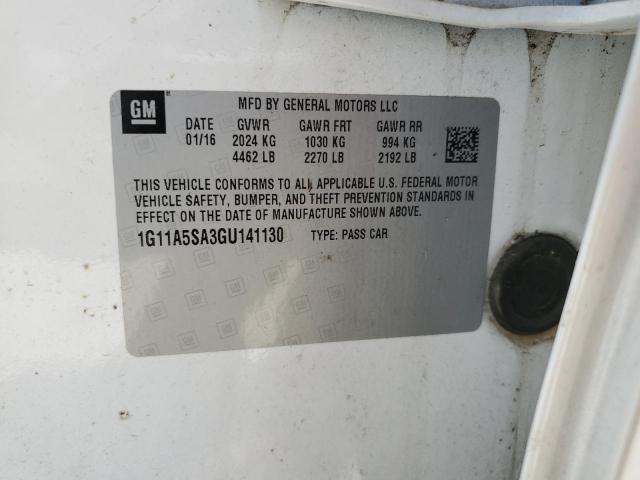 GM
MFD BY GENERAL MOTORS LLC
DATE GVWR GAWR FRT GAWR RR
01/16 2024 KG 1030 KG 994 KG
4462 LB 2270 LB 2192 LB
THIS VEHICLE CONFORMS TO ALL APPLICABLE U.S. FEDERAL MOTOR
VEHICLE SAFETY, BUMPER, AND THEFT PREVENTION STANDARDS IN
EFFECT ON THE DATE OF MANUFACTURE SHOWN ABOVE.
1G11A5SA3GU141130 TYPE: PASS CAR